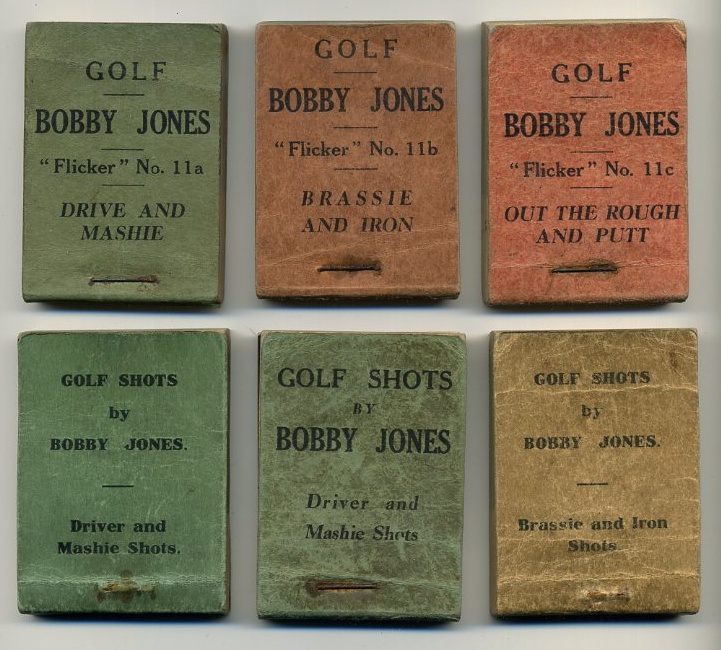 GOLF
BOBBY JONES
"Flicker" No. 11a
DRIVE AND
MASHIE
GOLF
BOBBY JONES
"Flicker" No. 11b
BRASSIE
AND IRON
GOLF
BOBBY JONES
"Flicker" No. 11c
OUT THE ROUGH
AND PUTT
GOLF SHOTS
by
BOBBY JONES.
Driver and
Mashie Shots.
GOLF SHOTS
BY
BOBBY JONES
Driver and
Mashie Shots
GOLF SHOTS
by
BOBBY JONES.
Brassie and Iron
Shots.